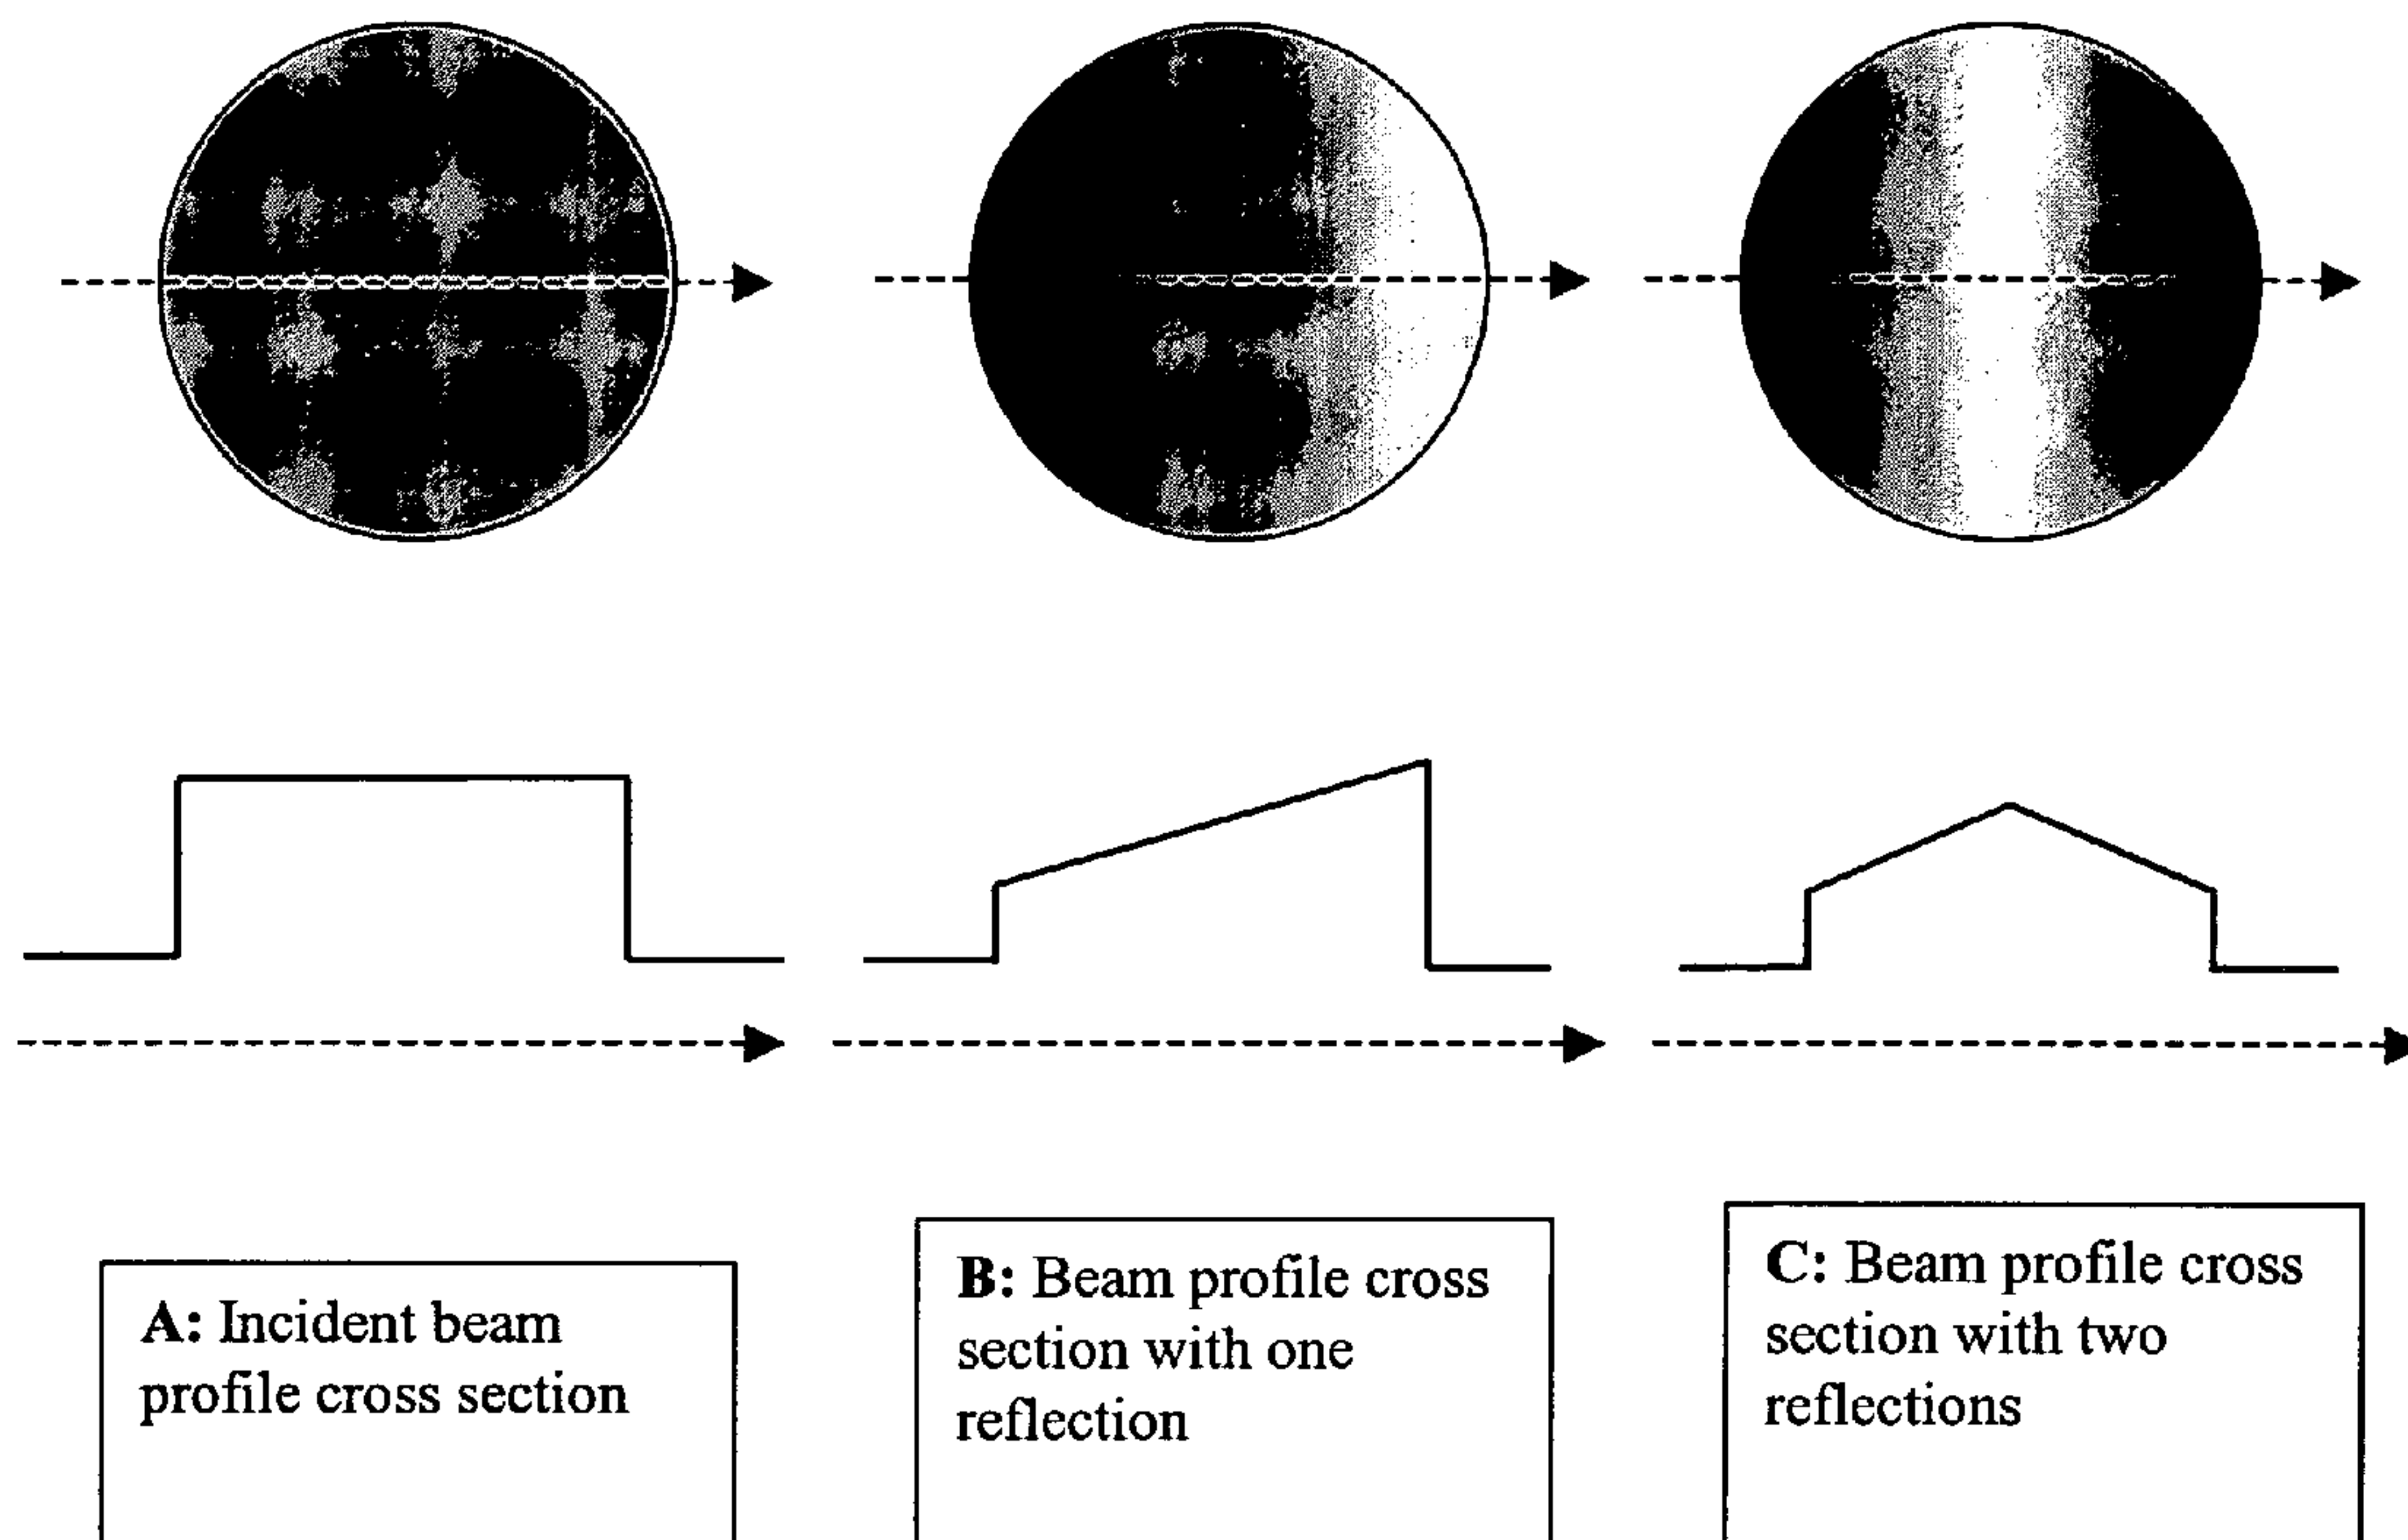 A: Incident beam
profile cross section
B: Beam profile cross
section with one
reflection
C: Beam profile cross
section with two
reflections